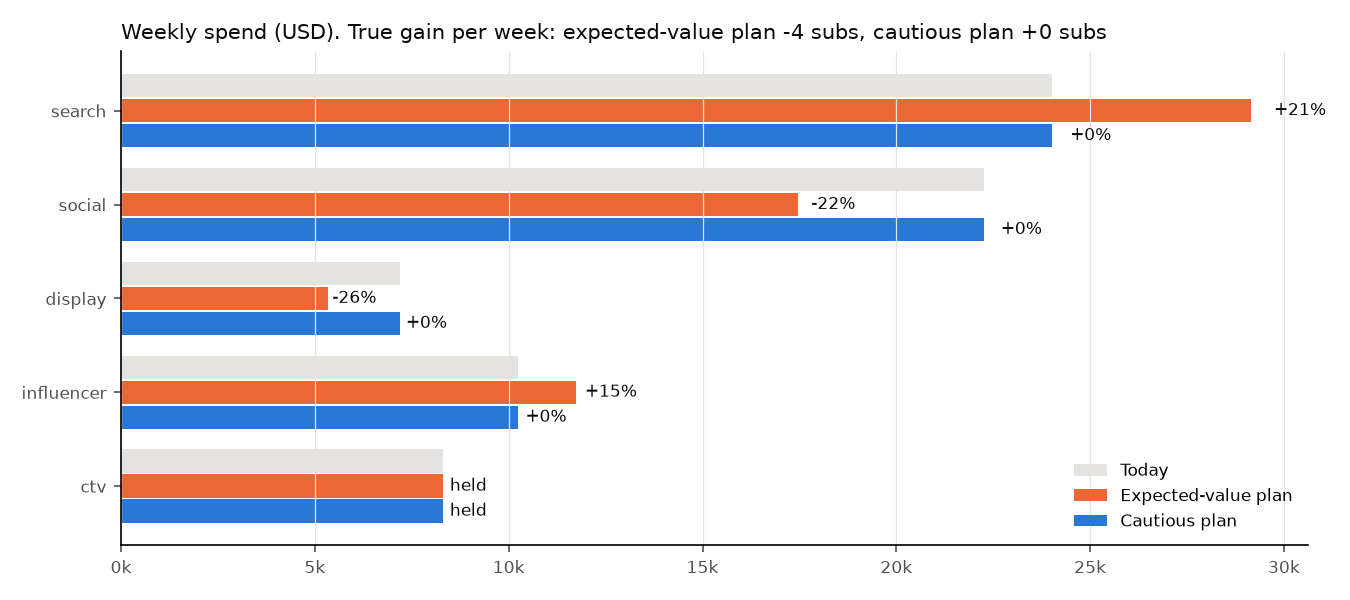 Weekly spend (USD). True gain per week: expected-value plan -4 subs, cautious plan +0 subs
search
+21%
+0%
social
-22%
+0%
display
-26%
+0%
influencer
+15%
+0%
ctv
held
held
Today
Expected-value plan
Cautious plan
0k 5k 10k 15k 20k 25k 30k